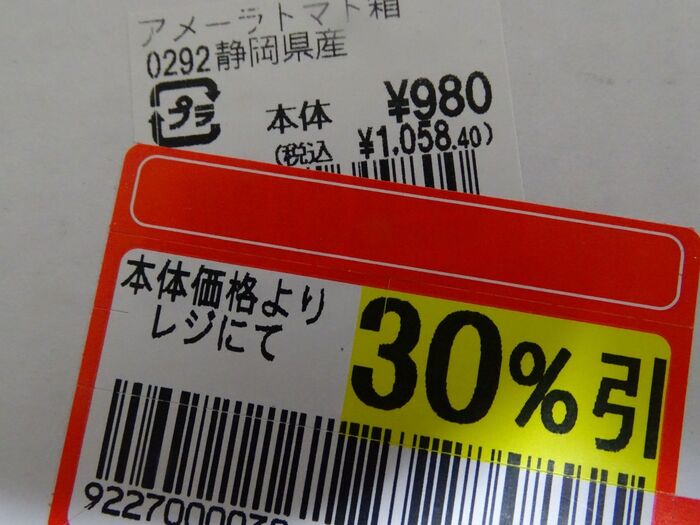 アメーラトマト箱
0292静岡県産
プラ
本体 ¥980
(税込 ¥1,058.40)
本体価格より
レジにて
30%引